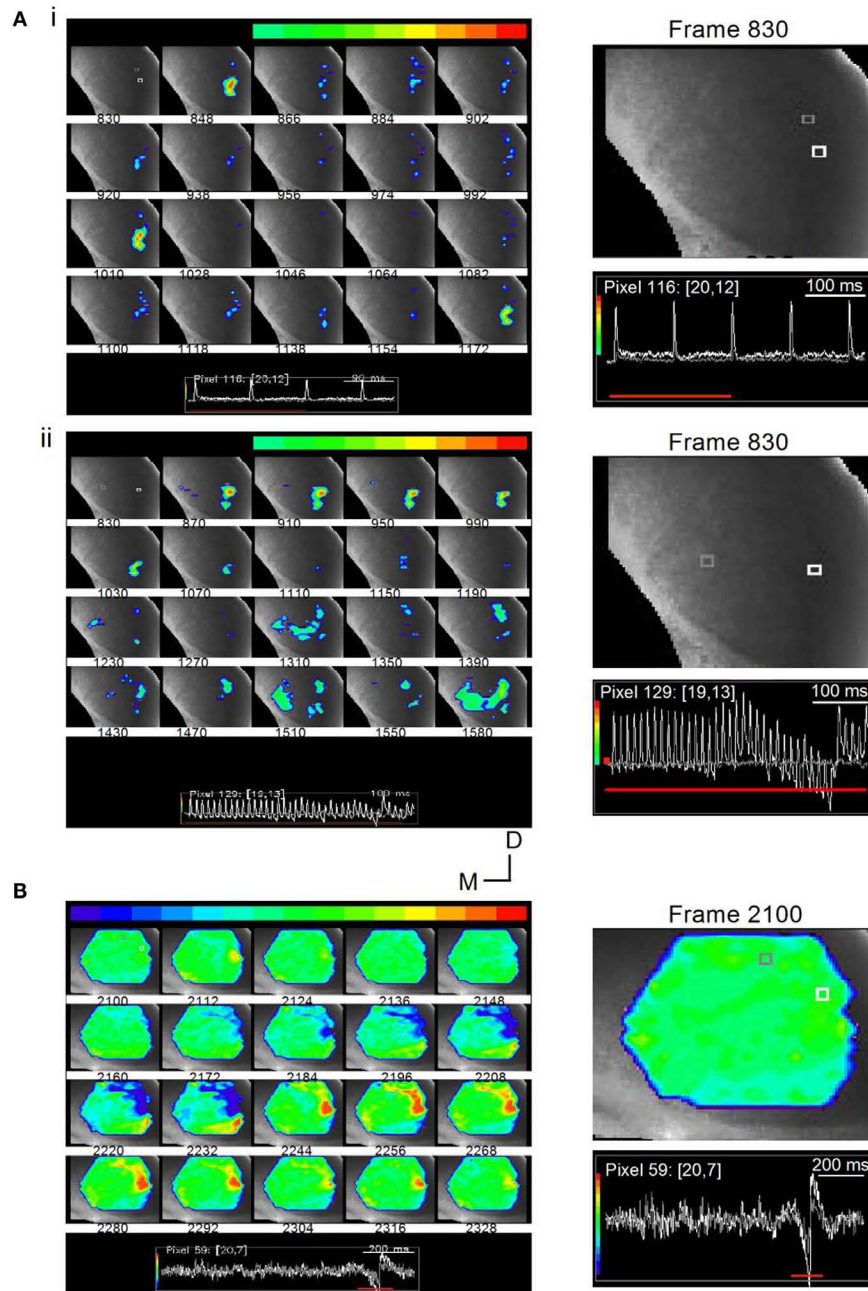 A
i
830 848 866 884 902
920 938 956 974 992
1010 1028 1046 1064 1082
1100 1118 1138 1154 1172
Pixel 116: [20,12] 90 ms
Frame 830
Pixel 116: [20,12] 100 ms
ii
830 870 910 950 990
1030 1070 1110 1150 1190
1230 1270 1310 1350 1390
1430 1470 1510 1550 1580
Pixel 129: [19,13] 100 ms
Frame 830
Pixel 129: [19,13] 100 ms
D
M
B
2100 2112 2124 2136 2148
2160 2172 2184 2196 2208
2220 2232 2244 2256 2268
2280 2292 2304 2316 2328
Pixel 59: [20,7] 200 ms
Frame 2100
Pixel 59: [20,7] 200 ms